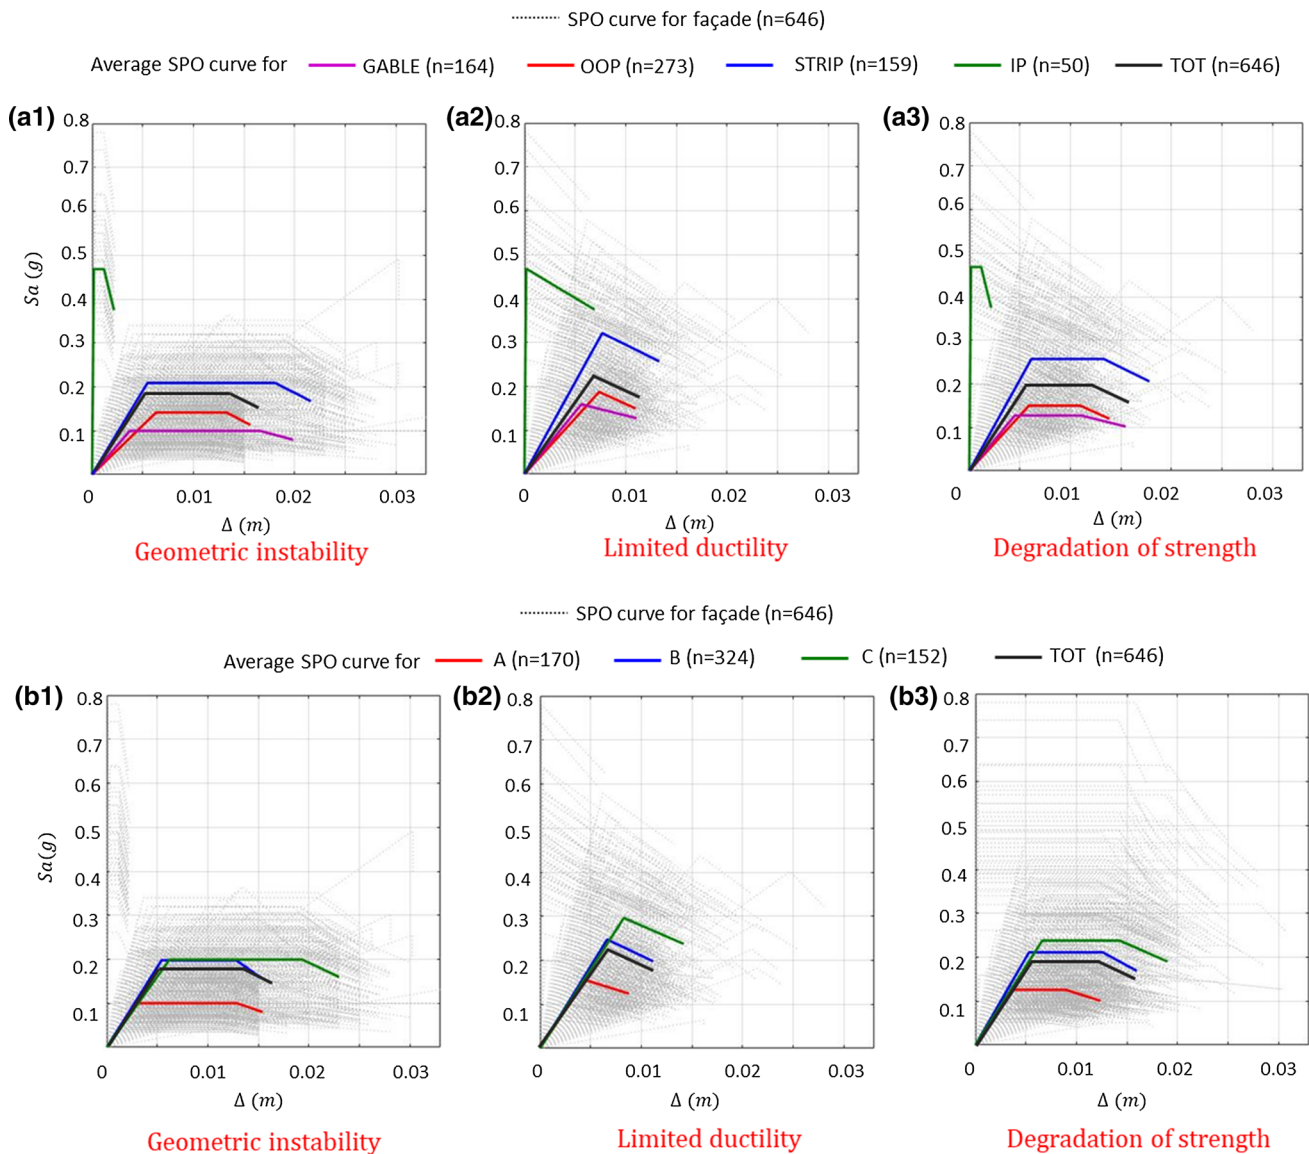 SPO curve for façade (n=646)
Average SPO curve for GABLE (n=164) OOP (n=273) STRIP (n=159) IP (n=50) TOT (n=646)
(a1) (a2) (a3)
0.8 0.8 0.8
0.7 0.7 0.7
0.6 0.6 0.6
0.5 0.5 0.5
0.4 0.4 0.4
0.3 0.3 0.3
0.2 0.2 0.2
0.1 0.1 0.1
Sa (g)
0 0.01 0.02 0.03 0 0.01 0.02 0.03 0 0.01 0.02 0.03
Δ (m) Δ (m) Δ (m)
Geometric instability Limited ductility Degradation of strength
SPO curve for façade (n=646)
Average SPO curve for A (n=170) B (n=324) C (n=152) TOT (n=646)
(b1) (b2) (b3)
0.8 0.8 0.8
0.7 0.7 0.7
0.6 0.6 0.6
0.5 0.5 0.5
0.4 0.4 0.4
0.3 0.3 0.3
0.2 0.2 0.2
0.1 0.1 0.1
Sa(g)
0 0.01 0.02 0.03 0 0.01 0.02 0.03 0 0.01 0.02 0.03
Δ (m) Δ (m) Δ (m)
Geometric instability Limited ductility Degradation of strength